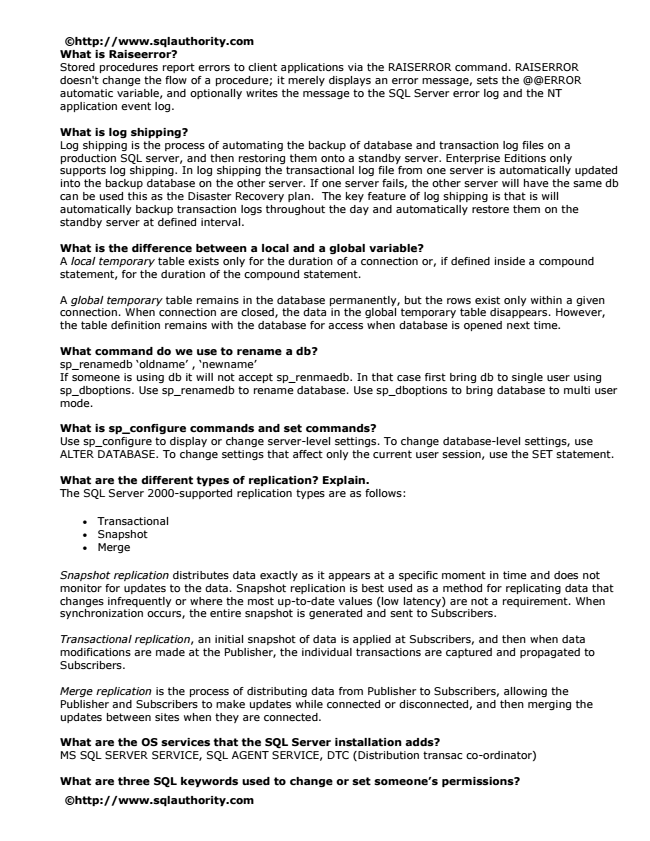 ©http://www.sqlauthority.com
What is Raiseerror?
Stored procedures report errors to client applications via the RAISERROR command. RAISERROR
doesn't change the flow of a procedure; it merely displays an error message, sets the @@ERROR
automatic variable, and optionally writes the message to the SQL Server error log and the NT
application event log.
What is log shipping?
Log shipping is the process of automating the backup of database and transaction log files on a
production SQL server, and then restoring them onto a standby server. Enterprise Editions only
supports log shipping. In log shipping the transactional log file from one server is automatically updated
into the backup database on the other server. If one server fails, the other server will have the same db
can be used this as the Disaster Recovery plan.  The key feature of log shipping is that is will
automatically backup transaction logs throughout the day and automatically restore them on the
standby server at defined interval.
What is the difference between a local and a global variable?
A local temporary table exists only for the duration of a connection or, if defined inside a compound
statement, for the duration of the compound statement.
A global temporary table remains in the database permanently, but the rows exist only within a given
connection. When connection are closed, the data in the global temporary table disappears. However,
the table definition remains with the database for access when database is opened next time.
What command do we use to rename a db?
sp_renamedb ‘oldname’ , ‘newname’
If someone is using db it will not accept sp_renmaedb. In that case first bring db to single user using
sp_dboptions. Use sp_renamedb to rename database. Use sp_dboptions to bring database to multi user
mode.
What is sp_configure commands and set commands?
Use sp_configure to display or change server-level settings. To change database-level settings, use
ALTER DATABASE. To change settings that affect only the current user session, use the SET statement.
What are the different types of replication? Explain.
The SQL Server 2000-supported replication types are as follows:
• Transactional
• Snapshot
• Merge
Snapshot replication distributes data exactly as it appears at a specific moment in time and does not
monitor for updates to the data. Snapshot replication is best used as a method for replicating data that
changes infrequently or where the most up-to-date values (low latency) are not a requirement. When
synchronization occurs, the entire snapshot is generated and sent to Subscribers.
Transactional replication, an initial snapshot of data is applied at Subscribers, and then when data
modifications are made at the Publisher, the individual transactions are captured and propagated to
Subscribers.
Merge replication is the process of distributing data from Publisher to Subscribers, allowing the
Publisher and Subscribers to make updates while connected or disconnected, and then merging the
updates between sites when they are connected.
What are the OS services that the SQL Server installation adds?
MS SQL SERVER SERVICE, SQL AGENT SERVICE, DTC (Distribution transac co-ordinator)
What are three SQL keywords used to change or set someone’s permissions?
©http://www.sqlauthority.com